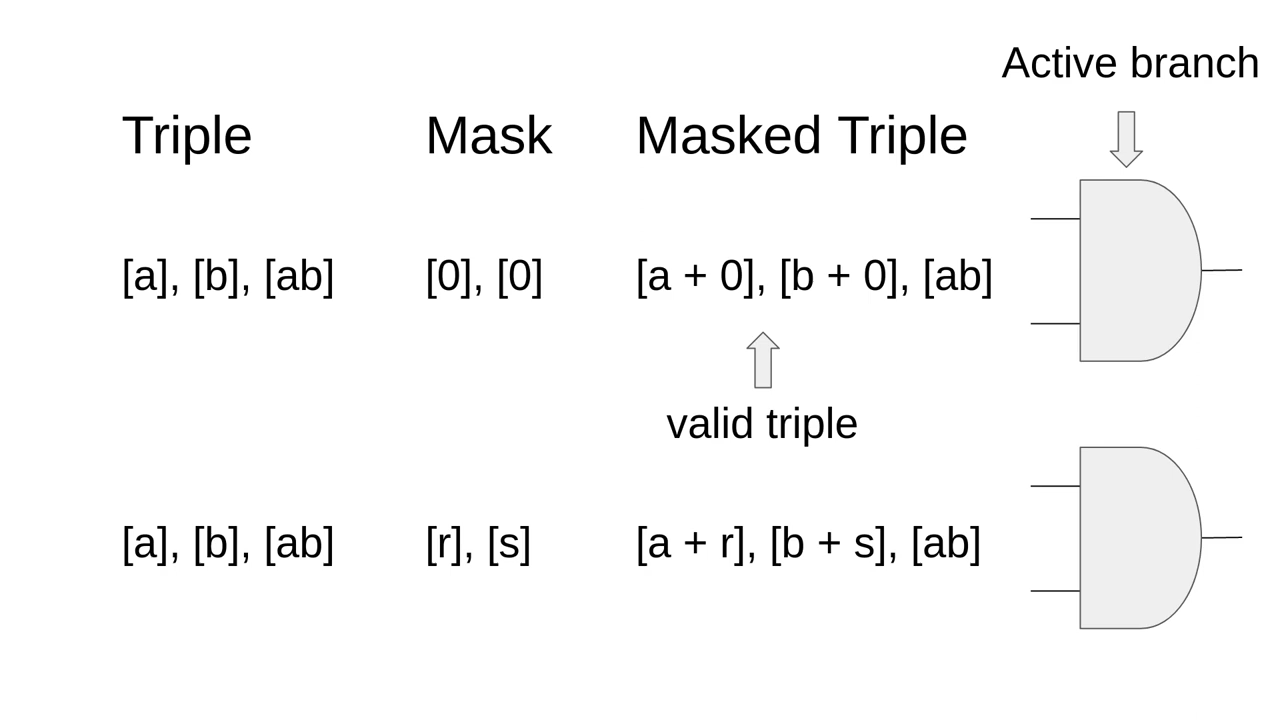 Active branch
Triple Mask Masked Triple
[a], [b], [ab] [0], [0] [a + 0], [b + 0], [ab]
valid triple
[a], [b], [ab] [r], [s] [a + r], [b + s], [ab]